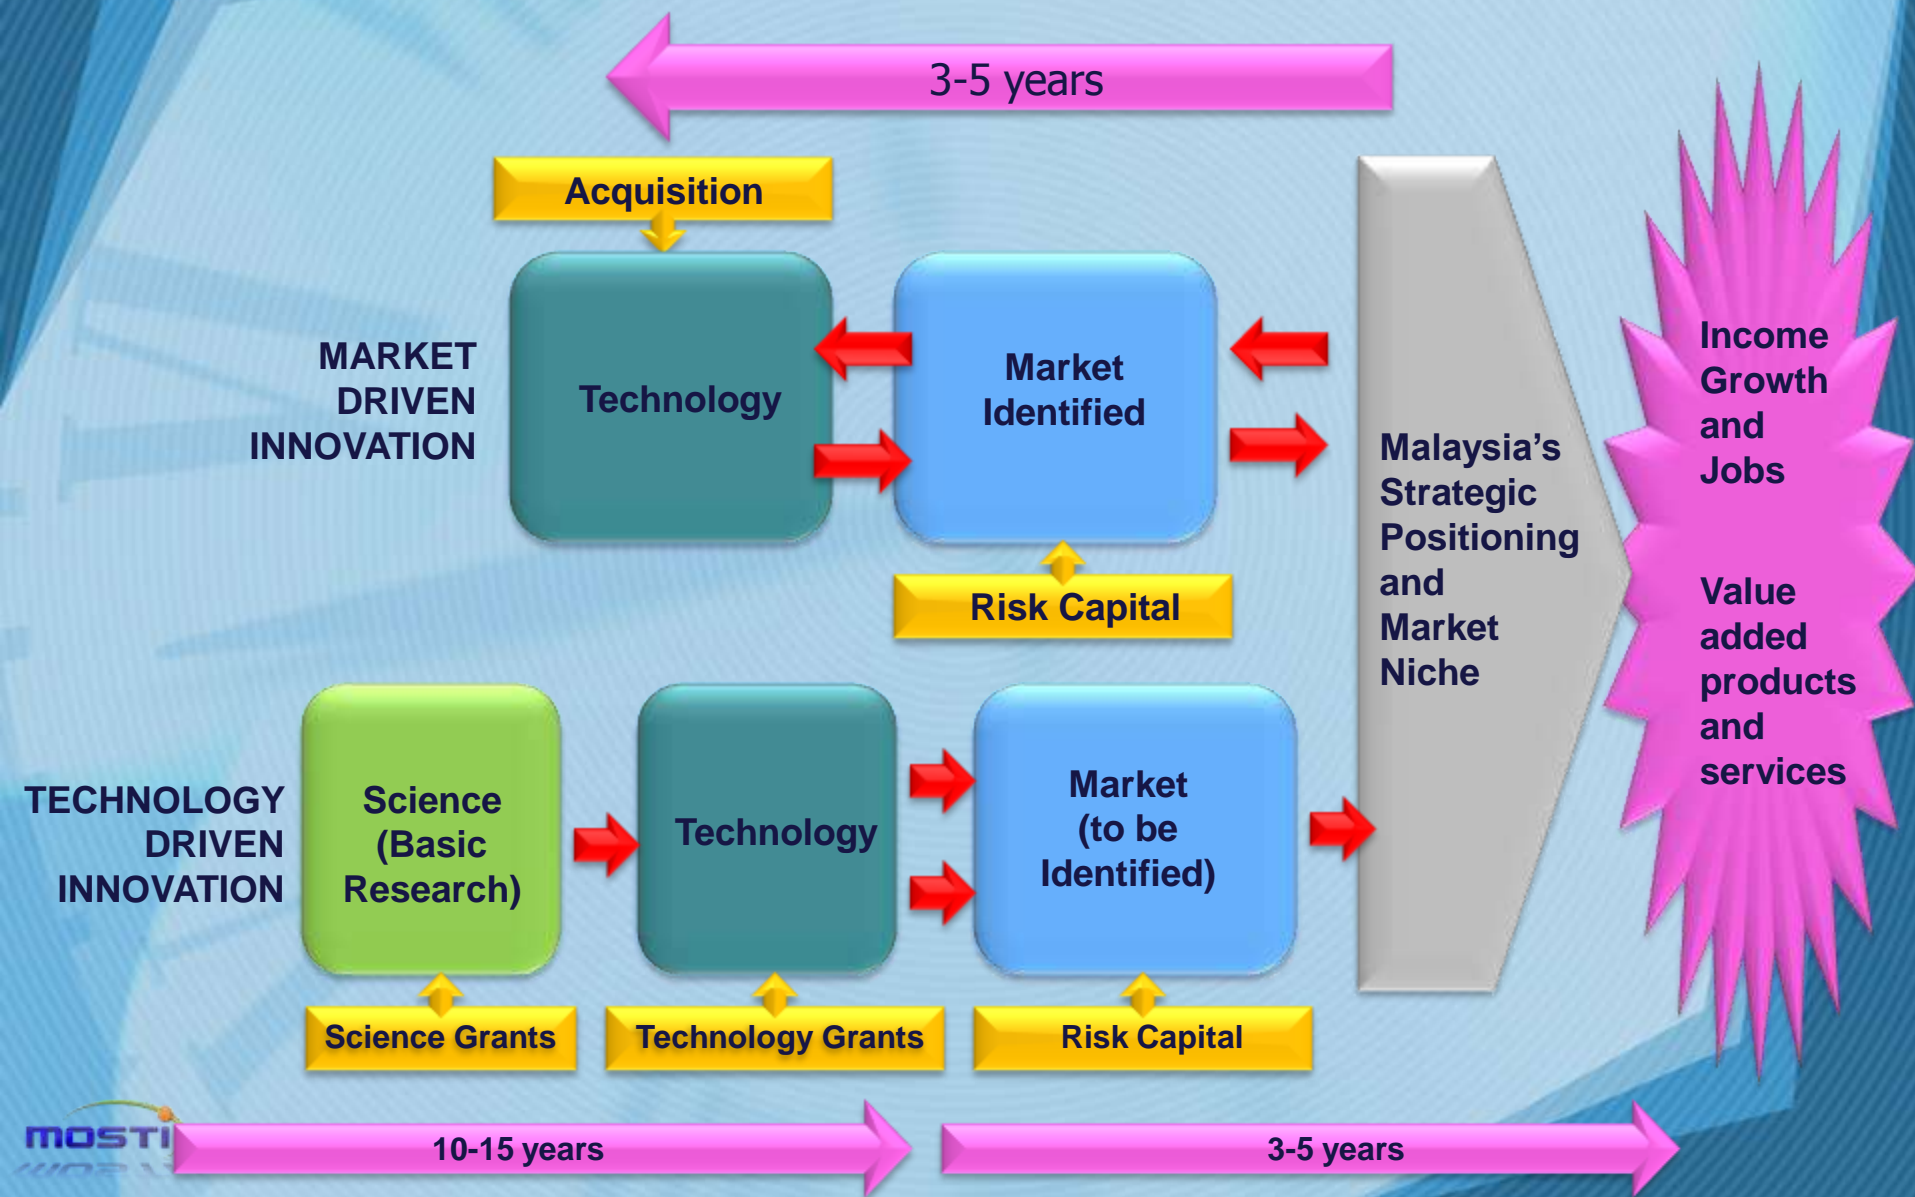 3-5 years
Acquisition
MARKET
DRIVEN
INNOVATION
Technology
Market
Identified
Risk Capital
Malaysia’s
Strategic
Positioning
and
Market
Niche
Income
Growth
and
Jobs
Value
added
products
and
services
TECHNOLOGY
DRIVEN
INNOVATION
Science
(Basic
Research)
Technology
Market
(to be
Identified)
Science Grants
Technology Grants
Risk Capital
MOSTI
10-15 years
3-5 years